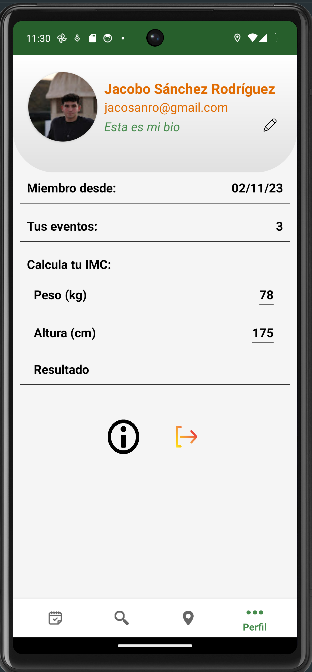 11:30
Jacobo Sánchez Rodríguez
jacosanro@gmail.com
Esta es mi bio
Miembro desde: 02/11/23
Tus eventos: 3
Calcula tu IMC:
Peso (kg) 78
Altura (cm) 175
Resultado
Perfil